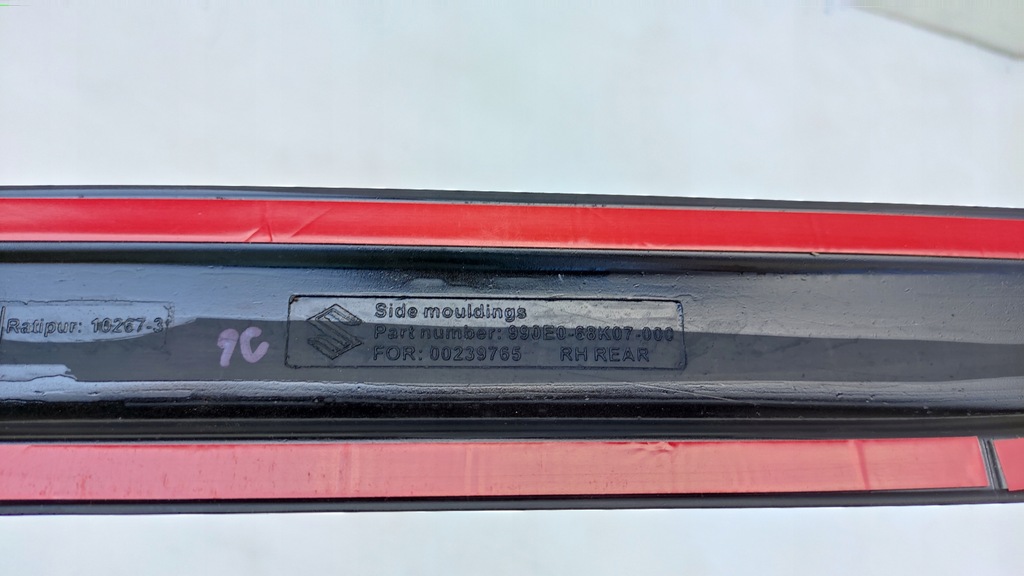 Ratipur: 16267-3
9C
Side mouldings
Part number: 990E0-68K07-000
FOR: 00239765 RH REAR